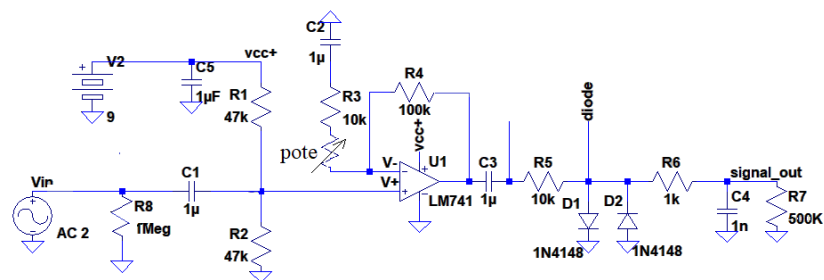 C2
1µ
V2
9
C5
1µF
vcc+
R1
47k
R3
10k
pote
R4
100k
vcc+
V-
V+
U1
LM741
C3
1µ
R5
10k
diode
D1
1N4148
D2
1N4148
R6
1k
signal_out
C4
1n
R7
500K
Vin
AC 2
R8
1Meg
C1
1µ
R2
47k